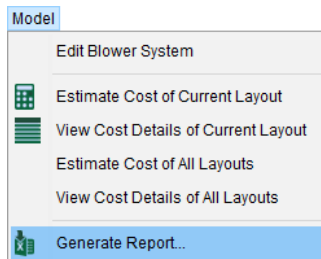 Model
Edit Blower System
Estimate Cost of Current Layout
View Cost Details of Current Layout
Estimate Cost of All Layouts
View Cost Details of All Layouts
Generate Report...